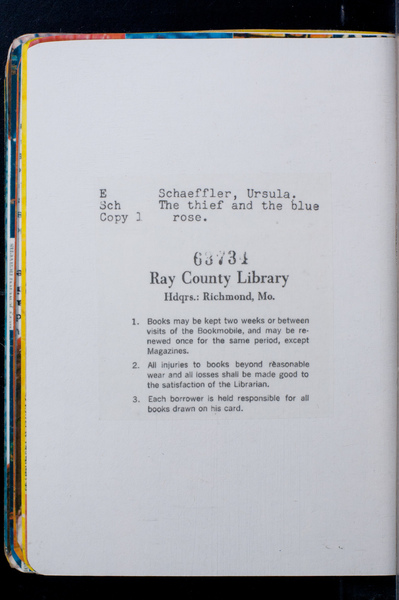 E Schaeffler, Ursula.
Sch The thief and the blue
Copy 1 rose.
63734
Ray County Library
Hdqrs.: Richmond, Mo.
1. Books may be kept two weeks or between
visits of the Bookmobile, and may be re-
newed once for the same period, except
Magazines.
2. All injuries to books beyond reasonable
wear and all losses shall be made good to
the satisfaction of the Librarian.
3. Each borrower is held responsible for all
books drawn on his card.